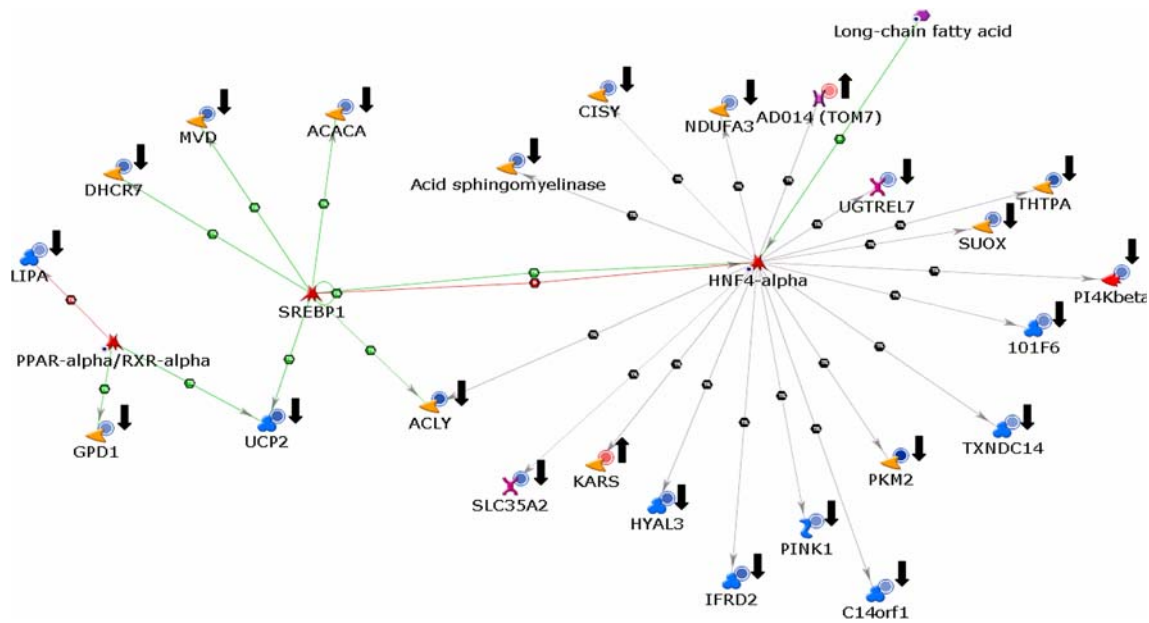 Long-chain fatty acid
CISY
NDUFA3
AD014 (TOM7)
MVD
ACACA
DHCR7
Acid sphingomyelinase
UGTREL7
THTPA
SUOX
LIPA
SREBP1
HNF4-alpha
PI4Kbeta
101F6
PPAR-alpha/RXR-alpha
GPD1
UCP2
ACLY
TXNDC14
SLC35A2
KARS
PKM2
HYAL3
PINK1
IFRD2
C14orf1